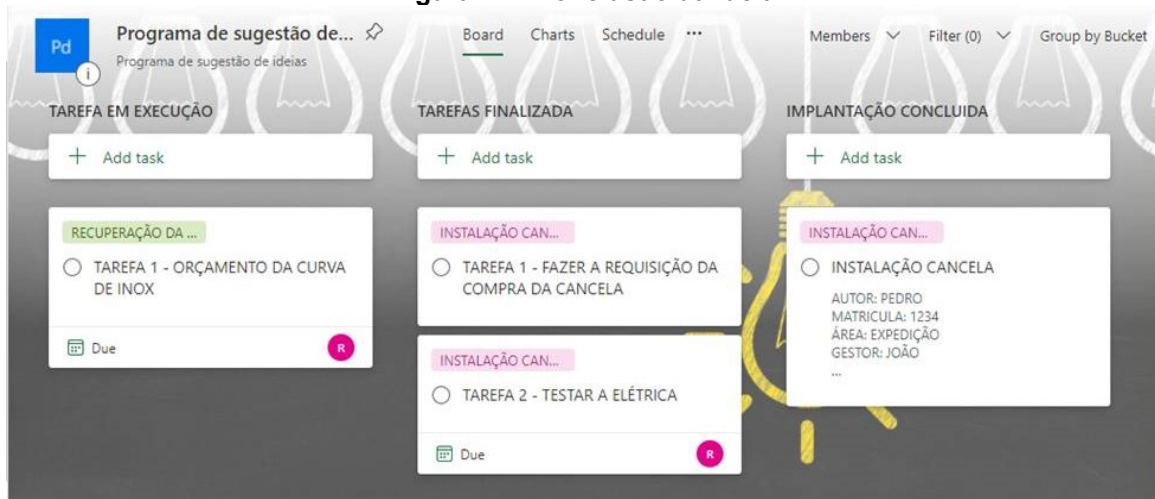 Pd
Programa de sugestão de...
Programa de sugestão de ideias
i
Board Charts Schedule ...
Members Filter (0) Group by Bucket
TAREFA EM EXECUÇÃO
+ Add task
RECUPERAÇÃO DA ...
TAREFA 1 - ORÇAMENTO DA CURVA
DE INOX
Due
R
TAREFAS FINALIZADA
+ Add task
INSTALAÇÃO CAN...
TAREFA 1 - FAZER A REQUISIÇÃO DA
COMPRA DA CANCELA
INSTALAÇÃO CAN...
TAREFA 2 - TESTAR A ELÉTRICA
Due
R
IMPLANTAÇÃO CONCLUIDA
+ Add task
INSTALAÇÃO CAN...
INSTALAÇÃO CANCELA
AUTOR: PEDRO
MATRICULA: 1234
ÁREA: EXPEDIÇÃO
GESTOR: JOÃO
...